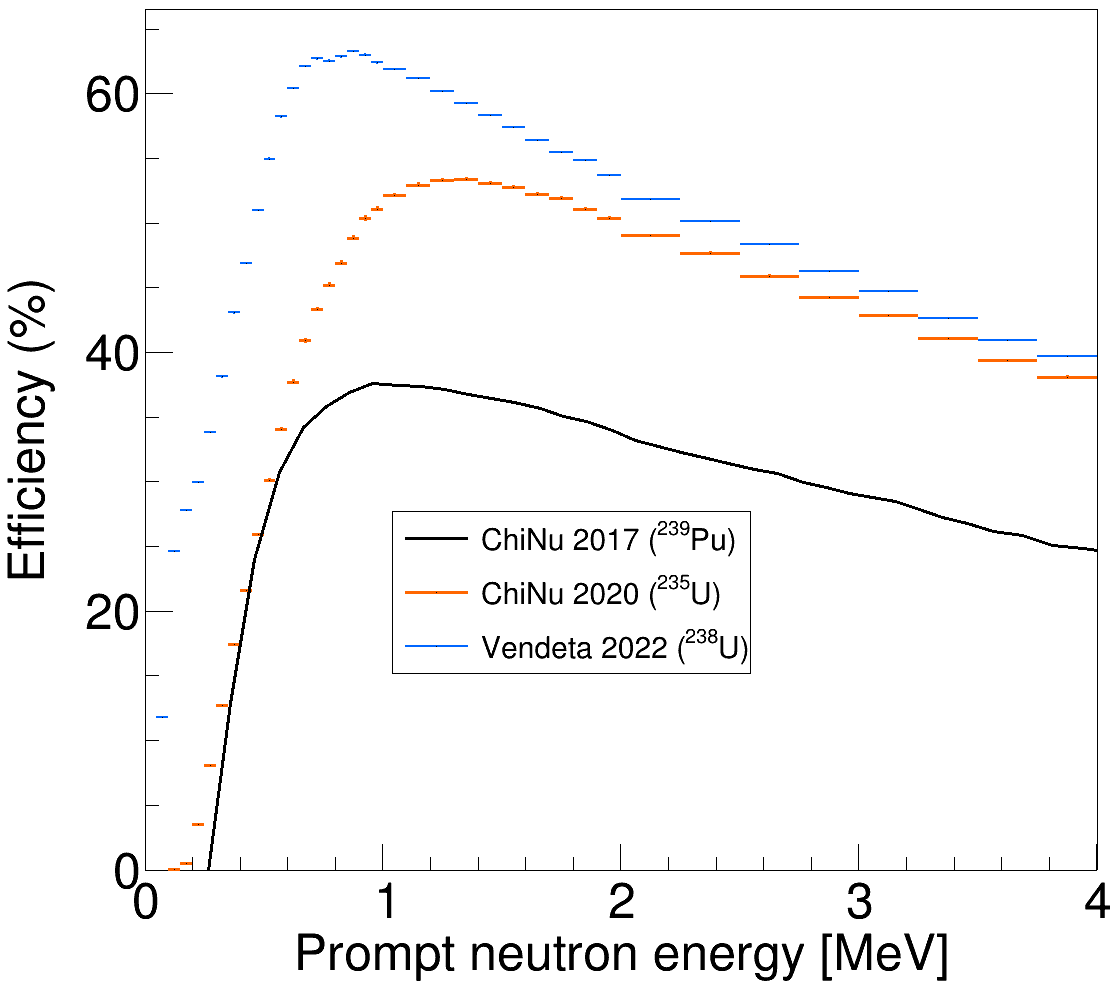 Efficiency (%)
60
40
20
0
ChiNu 2017 (²³⁹Pu)
ChiNu 2020 (²³⁵U)
Vendeta 2022 (²³⁸U)
0 1 2 3 4
Prompt neutron energy [MeV]